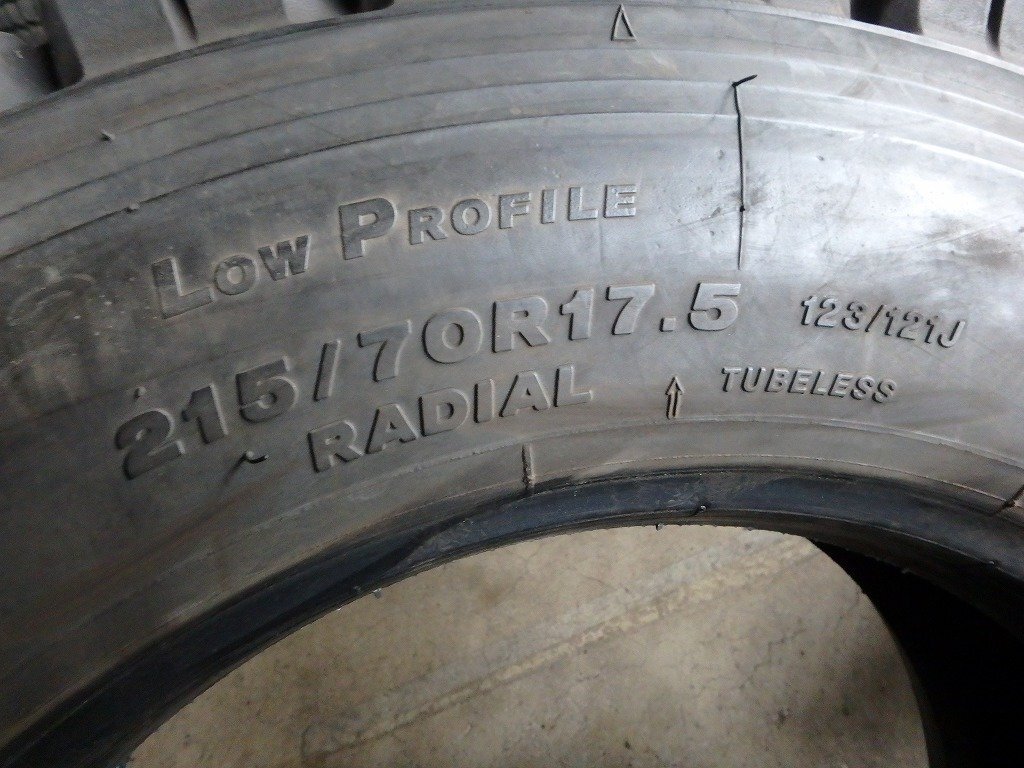 LOW PROFILE
215/70R17.5 123/121J
RADIAL TUBELESS